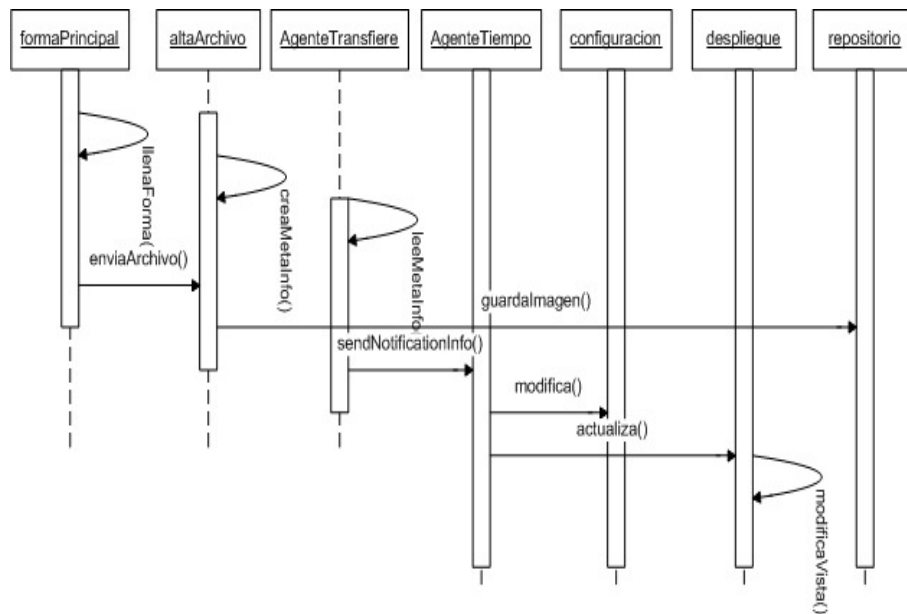 formaPrincipal
altaArchivo
AgenteTransfiere
AgenteTiempo
configuracion
despliegue
repositorio
llenaForma(
creaMetaInfo()
leeMetaInfo
enviaArchivo()
guardaImagen()
sendNotificationInfo()
modifica()
actualiza()
modificaVista()